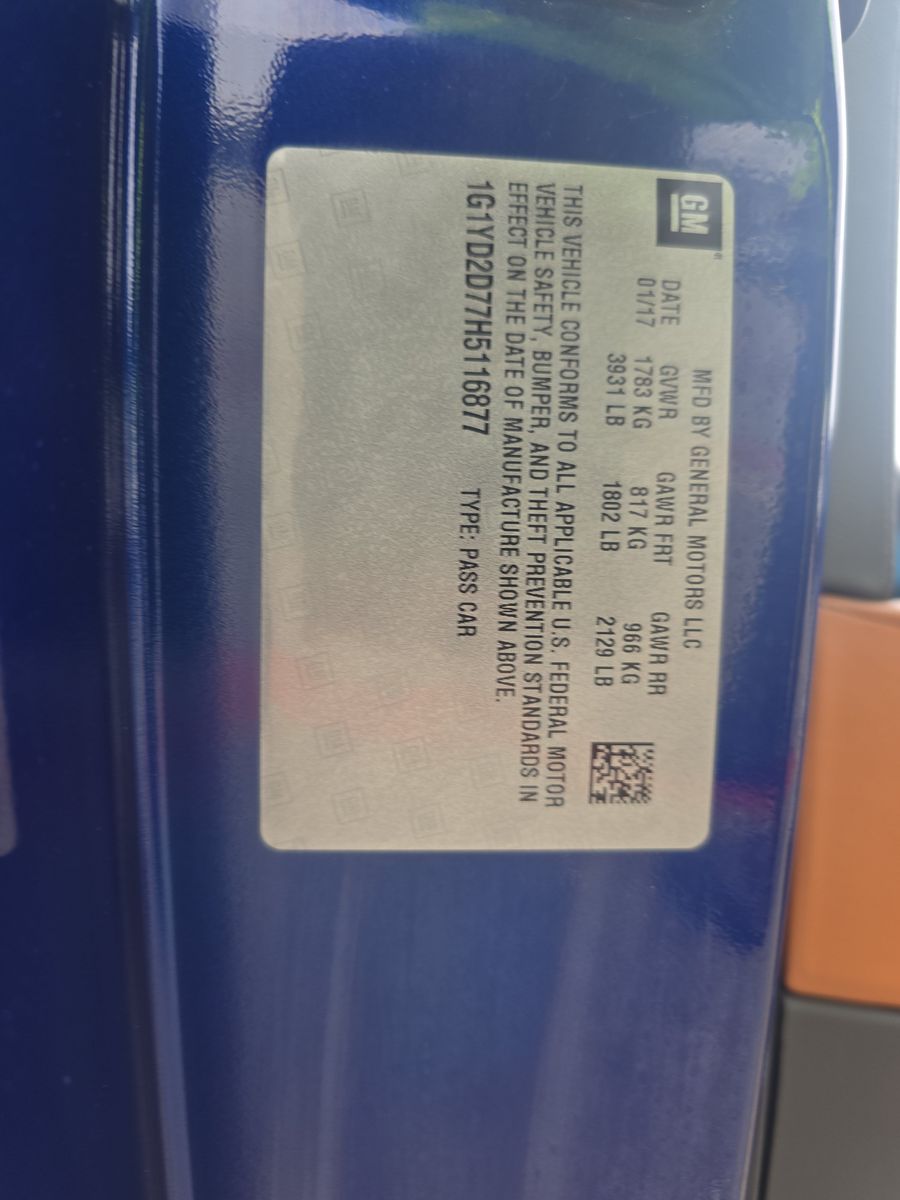 GM
MFD BY GENERAL MOTORS LLC
DATE GVWR GAWR FRT GAWR RR
01/17 1783 KG 817 KG 966 KG
3931 LB 1802 LB 2129 LB
THIS VEHICLE CONFORMS TO ALL APPLICABLE U.S. FEDERAL MOTOR
VEHICLE SAFETY, BUMPER, AND THEFT PREVENTION STANDARDS IN
EFFECT ON THE DATE OF MANUFACTURE SHOWN ABOVE.
1G1YD2D77H5116877 TYPE: PASS CAR